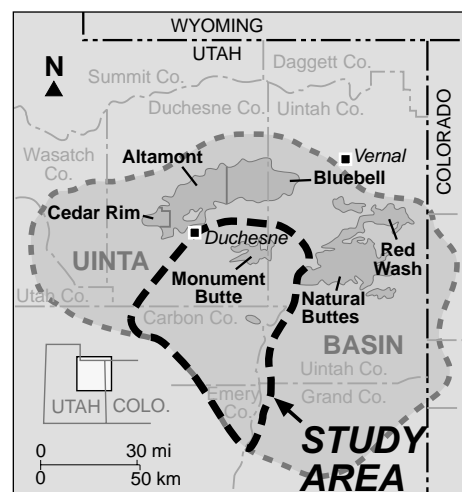 WYOMING
UTAH
N
Summit Co.
Daggett Co.
Duchesne Co.
Uintah Co.
COLORADO
Wasatch
Co.
Altamont
Vernal
Bluebell
Cedar Rim
Duchesne
UINTA
Red
Wash
Monument
Butte
Utah Co.
Natural
Buttes
Carbon Co.
BASIN
Uintah Co.
Emery
Co.
Grand Co.
UTAH
COLO.
STUDY
AREA
0 30 mi
0 50 km